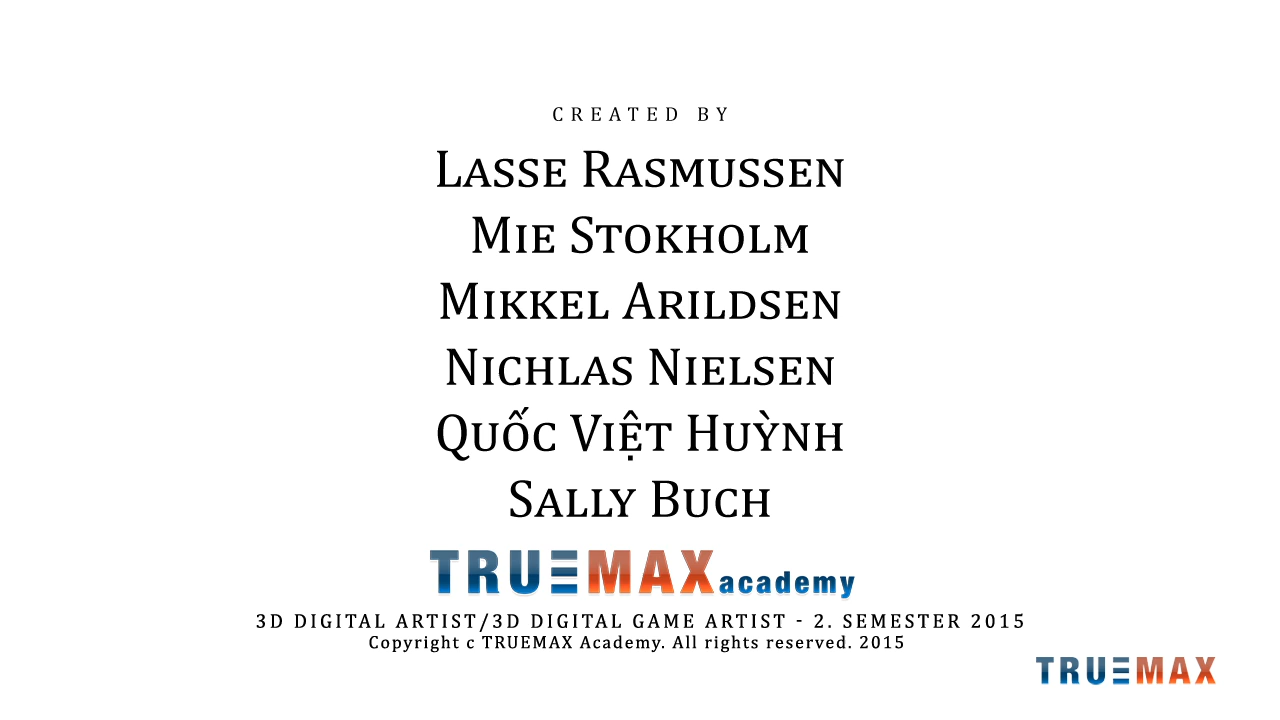 CREATED BY
Lasse Rasmussen
Mie Stokholm
Mikkel Arildsen
Nichlas Nielsen
Quốc Việt Huỳnh
Sally Buch
TRUEMAX academy
3D DIGITAL ARTIST/3D DIGITAL GAME ARTIST - 2. SEMESTER 2015
Copyright c TRUEMAX Academy. All rights reserved. 2015
TRUEMAX